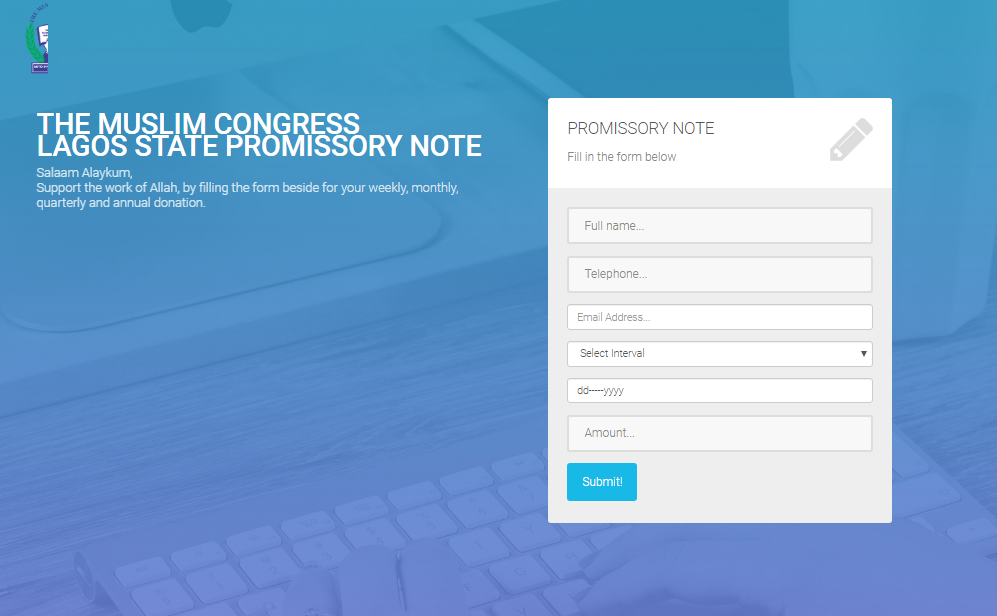 THE MUSLIM CONGRESS
LAGOS STATE PROMISSORY NOTE
Salaam Alaykum,
Support the work of Allah, by filling the form beside for your weekly, monthly,
quarterly and annual donation.
PROMISSORY NOTE
Fill in the form below
Full name...
Telephone...
Email Address...
Select Interval
dd-----yyyy
Amount...
Submit!